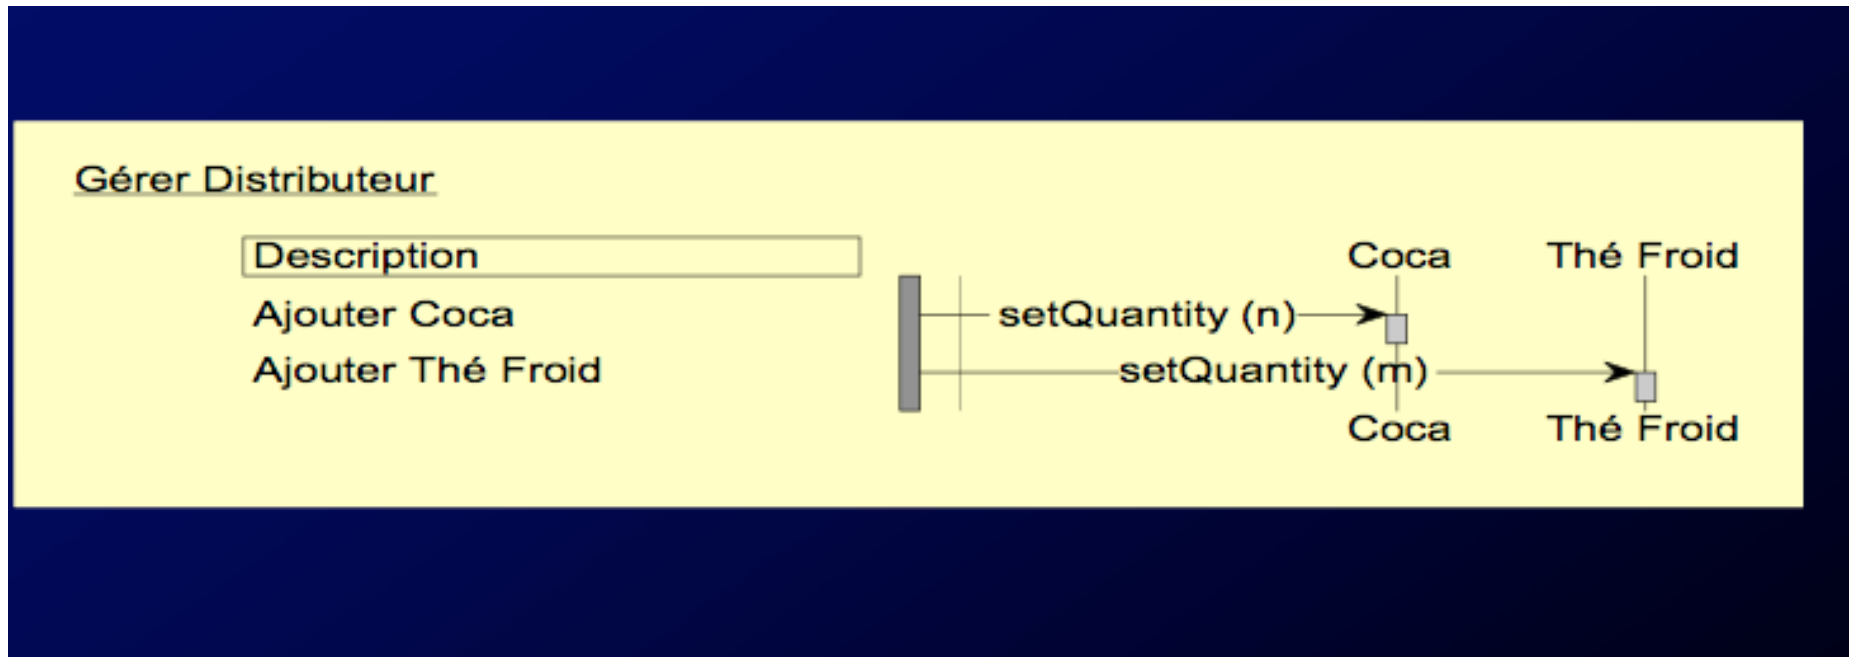 Gérer Distributeur
Description Coca Thé Froid
Ajouter Coca setQuantity (n)
Ajouter Thé Froid setQuantity (m)
Coca Thé Froid